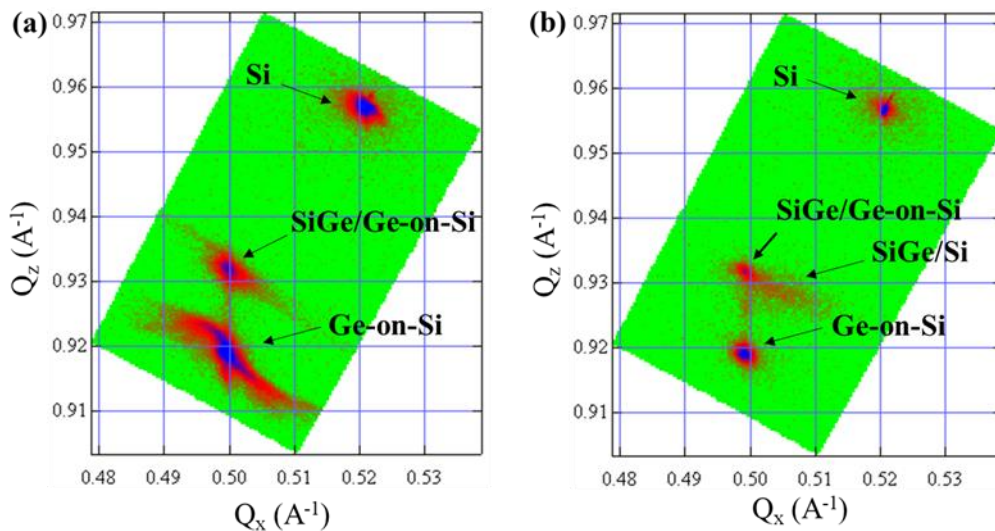 (a)
0.97
0.96
0.95
0.94
0.93
0.92
0.91
Qz (A-1)
Si
SiGe/Ge-on-Si
Ge-on-Si
0.48 0.49 0.50 0.51 0.52 0.53
Qx (A-1)
(b)
0.97
0.96
0.95
0.94
0.93
0.92
0.91
Qz (A-1)
Si
SiGe/Ge-on-Si
SiGe/Si
Ge-on-Si
0.48 0.49 0.50 0.51 0.52 0.53
Qx (A-1)